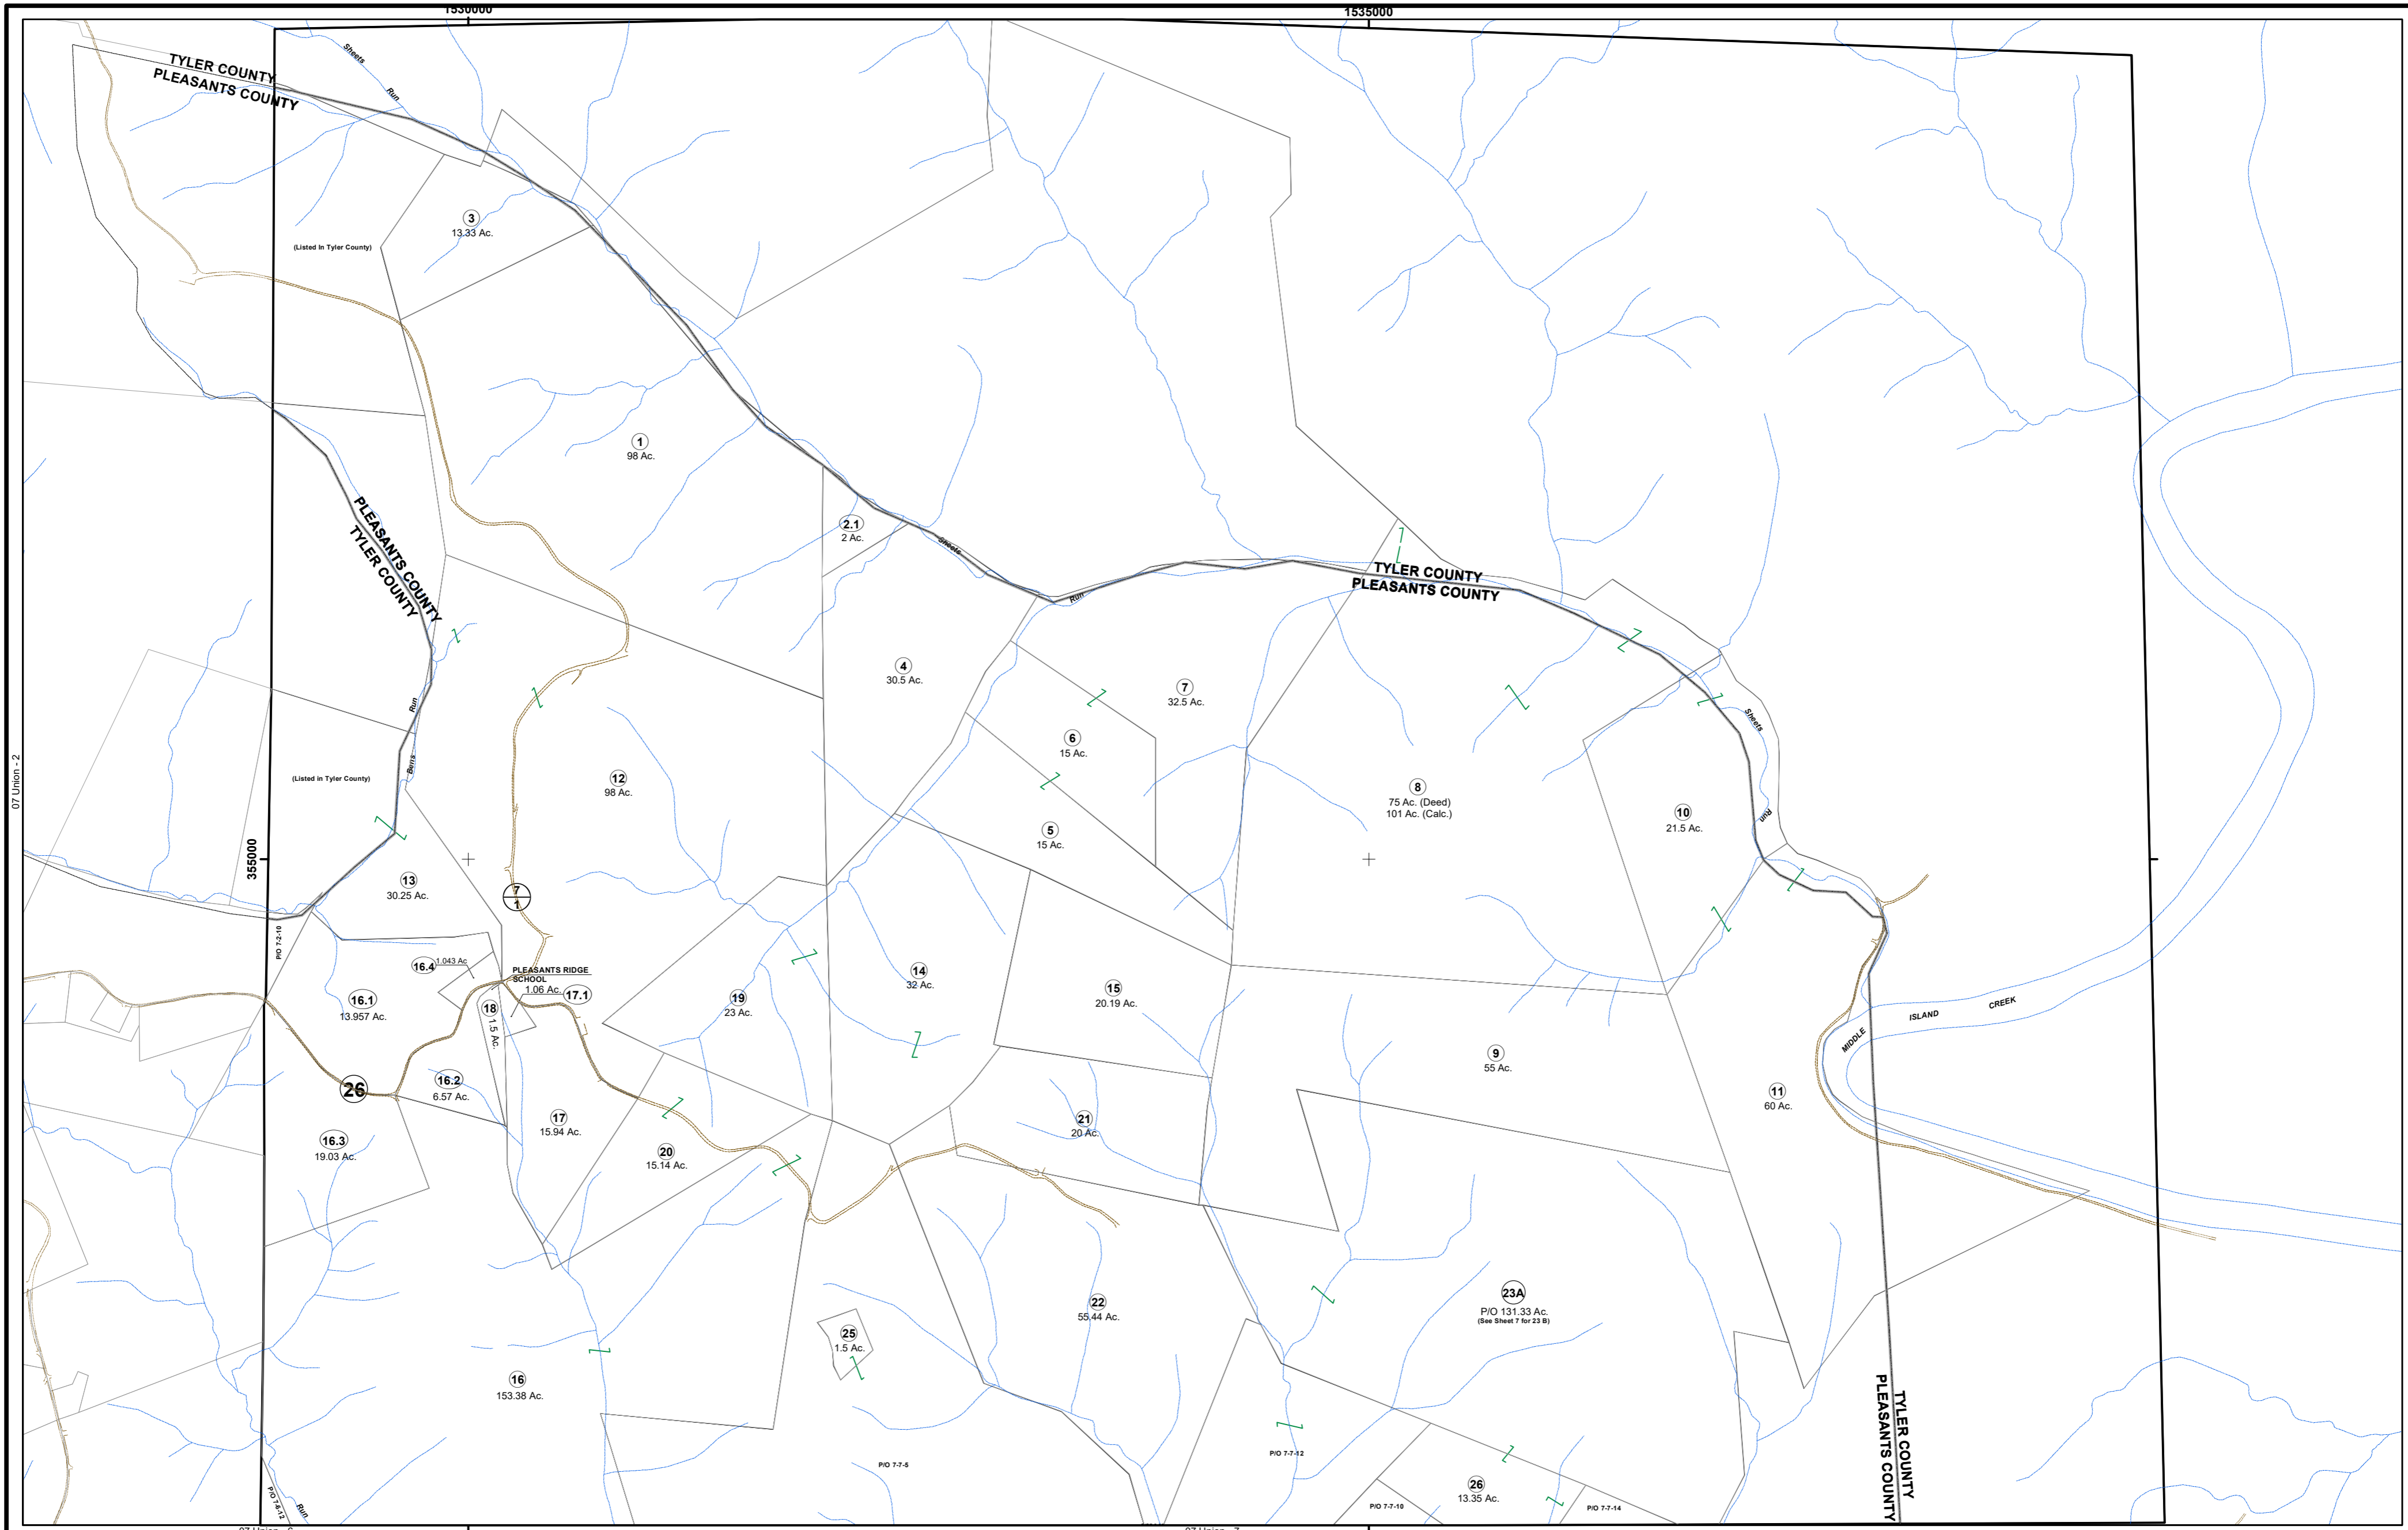 1530000
1535000
TYLER COUNTY
PLEASANTS COUNTY
Sheets
Run
3
13.33 Ac.
(Listed In Tyler County)
1
98 Ac.
PLEASANTS COUNTY
TYLER COUNTY
2.1
2 Ac.
Sheets
Run
TYLER COUNTY
PLEASANTS COUNTY
4
30.5 Ac.
7
32.5 Ac.
6
15 Ac.
Run
Bens
Sheets
Run
(Listed in Tyler County)
12
98 Ac.
8
75 Ac. (Deed)
101 Ac. (Calc.)
10
21.5 Ac.
5
15 Ac.
07 Union - 2
355000
13
30.25 Ac.
7
1
P/O 7-2-10
16.4
1.043 Ac
PLEASANTS RIDGE
SCHOOL
1.06 Ac.
17.1
16.1
13.957 Ac.
18
1.5 Ac.
19
23 Ac.
14
32 Ac.
15
20.19 Ac.
MIDDLE
ISLAND
CREEK
9
55 Ac.
26
16.2
6.57 Ac.
11
60 Ac.
17
15.94 Ac.
21
20 Ac.
16.3
19.03 Ac.
20
15.14 Ac.
22
55.44 Ac.
23A
P/O 131.33 Ac.
(See Sheet 7 for 23 B)
25
1.5 Ac.
16
153.38 Ac.
TYLER COUNTY
PLEASANTS COUNTY
P/O 7-7-5
P/O 7-7-12
26
13.35 Ac.
P/O 7-7-10
P/O 7-7-14
P/O 7-6-12
Run